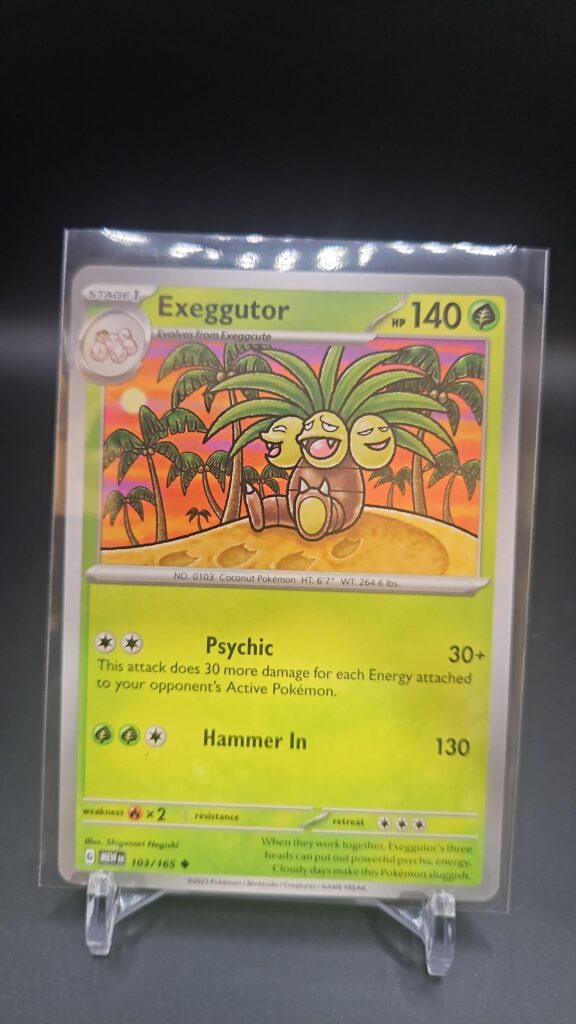 STAGE1
Exeggutor
HP 140
Evolves from Exeggcute
NO. 0103 Coconut Pokémon HT: 6'7" WT: 264.6 lbs.
Psychic 30+
This attack does 30 more damage for each Energy attached
to your opponent's Active Pokémon.
Hammer In 130
weakness ×2 resistance retreat
Illus. Shigenori Negishi
G MEW EN 103/165
When they work together, Exeggutor's three
heads can put out powerful psychic energy.
Cloudy days make this Pokémon sluggish.
©2023 Pokémon / Nintendo / Creatures / GAME FREAK